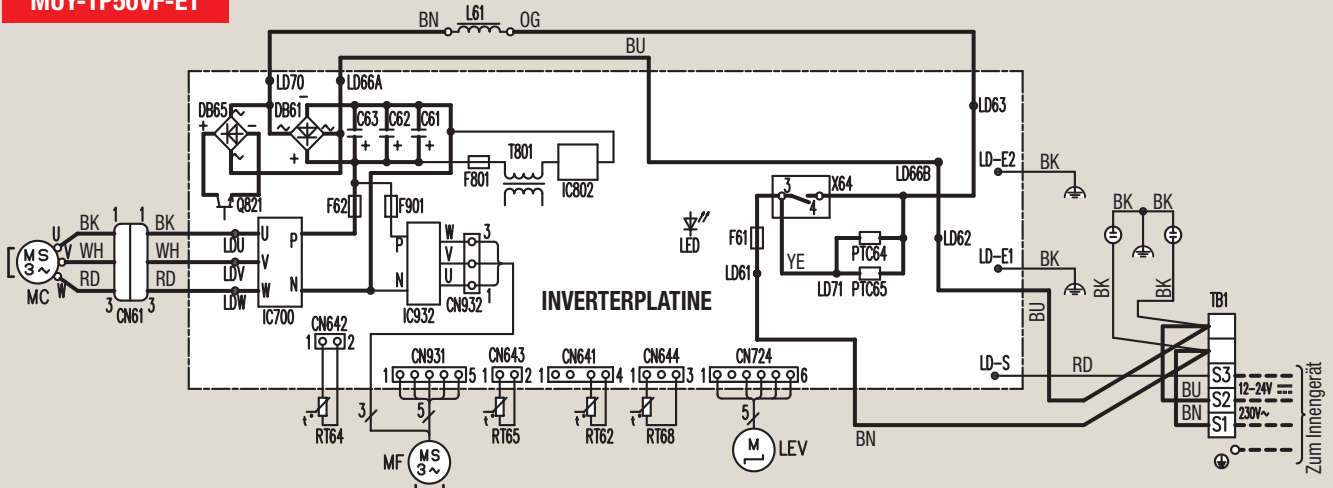 MUY-TP50VF-E1
BN L61 OG
BU
LD70 LD66A
LD63
DB65 DB61 C63 C62 C61
~ - ~
+ - ~ ~
~ + + + +
T801
F801 IC802
LD-E2 BK
LD66B
3 X64
4
Q821 F62 F901
LED
F61
BK BK
U BK 1 1 BK LDU U P
V WH WH LDV V
W RD RD LDW W N
3 3
MS
3~
MC
CN61
IC700
P W 3
V
N U 1
IC932 CN932
LD62
PTC64
YE
LD61
LD71 PTC65
LD-E1 BK
BK BK
INVERTERPLATINE
BU
TB1
CN642
1 2
CN931
1 5
CN643
1 2
CN641
1 4
CN644
1 3
CN724
1 6
LD-S RD
S3
BU S2 12-24V
BN S1 230V~
t° RT64
3 5
t° RT65
t° RT62
t° RT68
5
MF MS
3~
M LEV
BN
Zum Innengerät